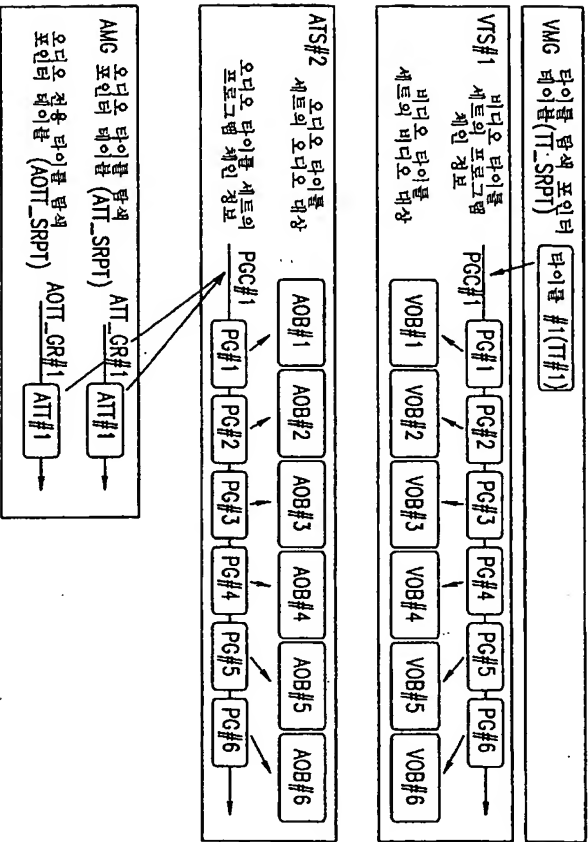 VMG 타이틀 탐색 포인터
테이블(TT_SRPT)
타이틀 #1(TT#1)
VTS#1 비디오 타이틀
세트의 프로그램
체인 정보
PGC#1 PG#1 PG#2 PG#3 PG#4 PG#5 PG#6
비디오 타이틀
세트의 비디오 대상
VOB#1 VOB#2 VOB#3 VOB#4 VOB#5 VOB#6
ATS#2 오디오 타이틀
세트의 오디오 대상
AOB#1 AOB#2 AOB#3 AOB#4 AOB#5 AOB#6
오디오 타이틀 세트의
프로그램 체인 정보
PGC#1 PG#1 PG#2 PG#3 PG#4 PG#5 PG#6
AMG 오디오 타이틀 탐색
포인터 테이블 (ATT_SRPT)
ATT_GR#1 ATT#1
오디오 전용 타이틀 탐색
포인터 테이블 (AOTT_SRPT)
AOTT_GR#1 ATT#1